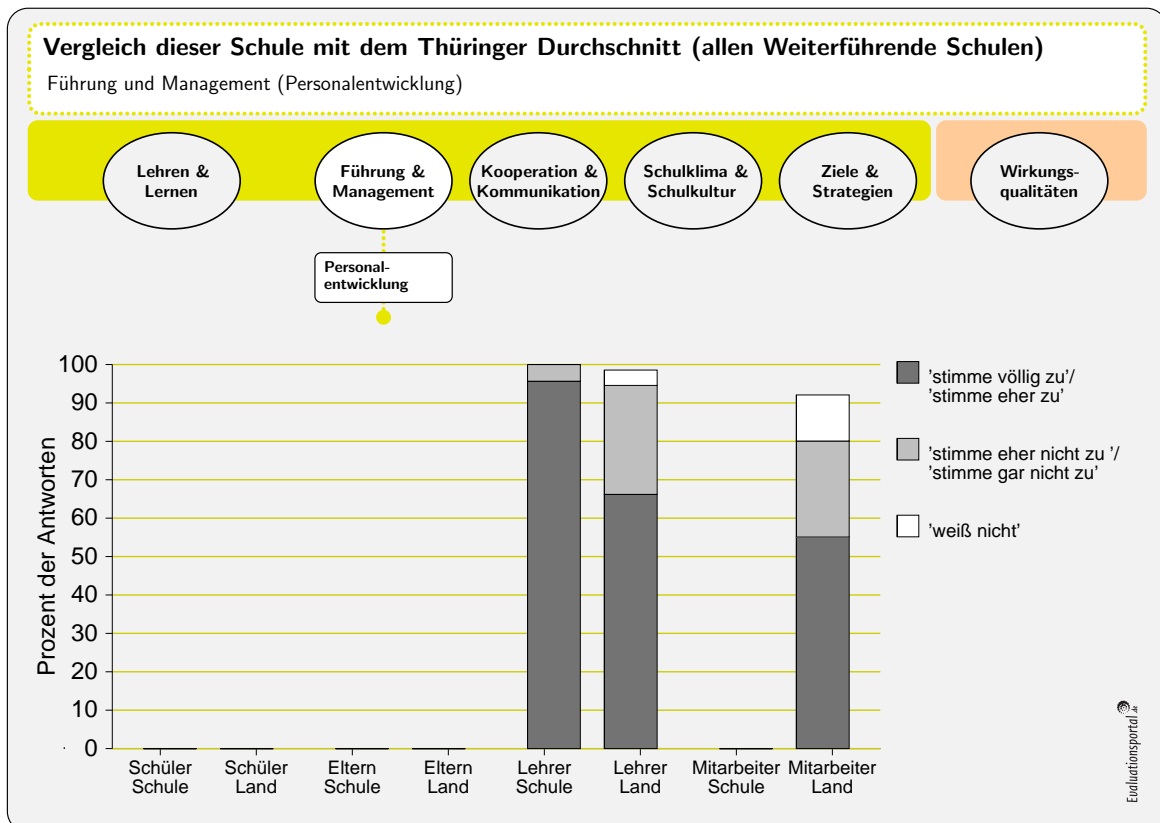 Vergleich dieser Schule mit dem Thüringer Durchschnitt (allen Weiterführende Schulen)
Führung und Management (Personalentwicklung)
Lehren &
Lernen
Führung &
Management
Kooperation &
Kommunikation
Schulklima &
Schulkultur
Ziele &
Strategien
Wirkungs-
qualitäten
Personal-
entwicklung
Prozent der Antworten
100
90
80
70
60
50
40
30
20
10
0
Schüler
Schule
Schüler
Land
Eltern
Schule
Eltern
Land
Lehrer
Schule
Lehrer
Land
Mitarbeiter
Schule
Mitarbeiter
Land
'stimme völlig zu'/
'stimme eher zu'
'stimme eher nicht zu '/
'stimme gar nicht zu'
'weiß nicht'
Evaluationsportal.de